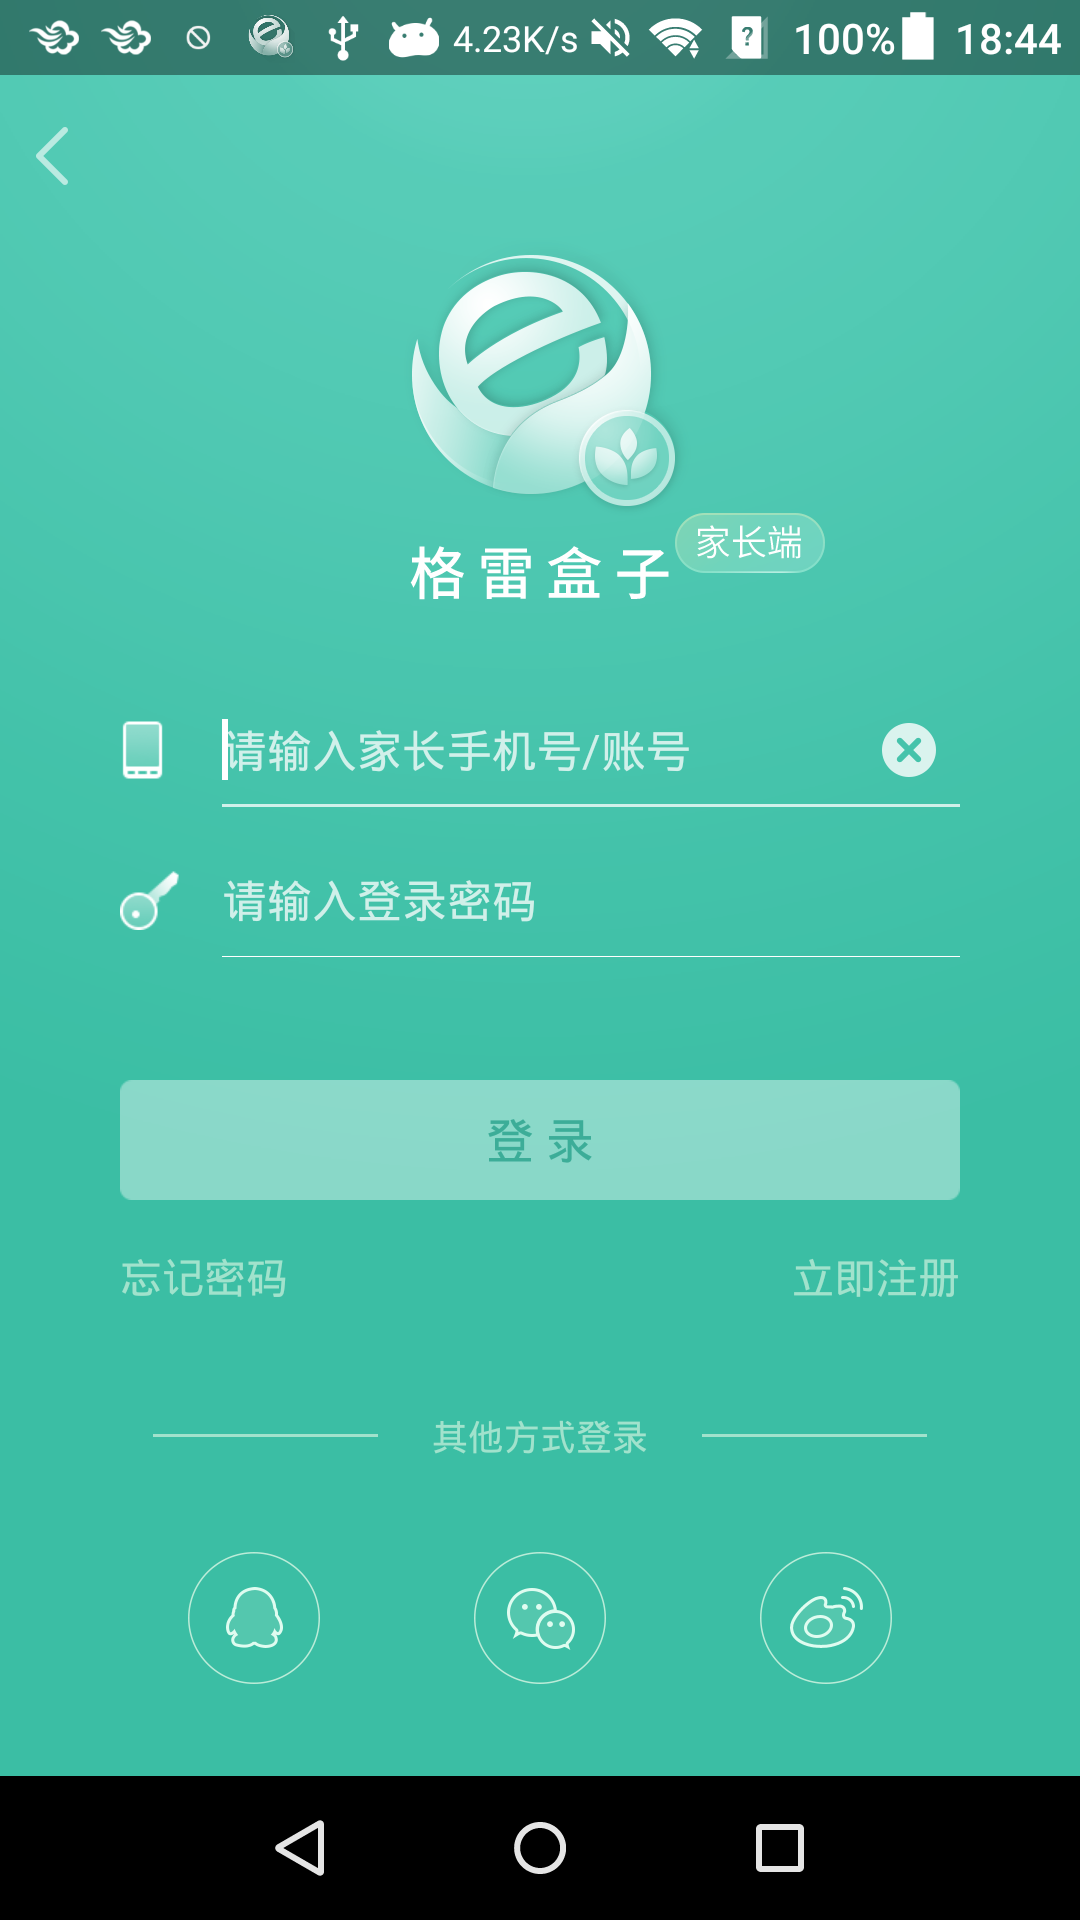 4.23K/s 100% 18:44
家长端
格雷盒子
请输入家长手机号/账号
请输入登录密码
登录
忘记密码 立即注册
其他方式登录